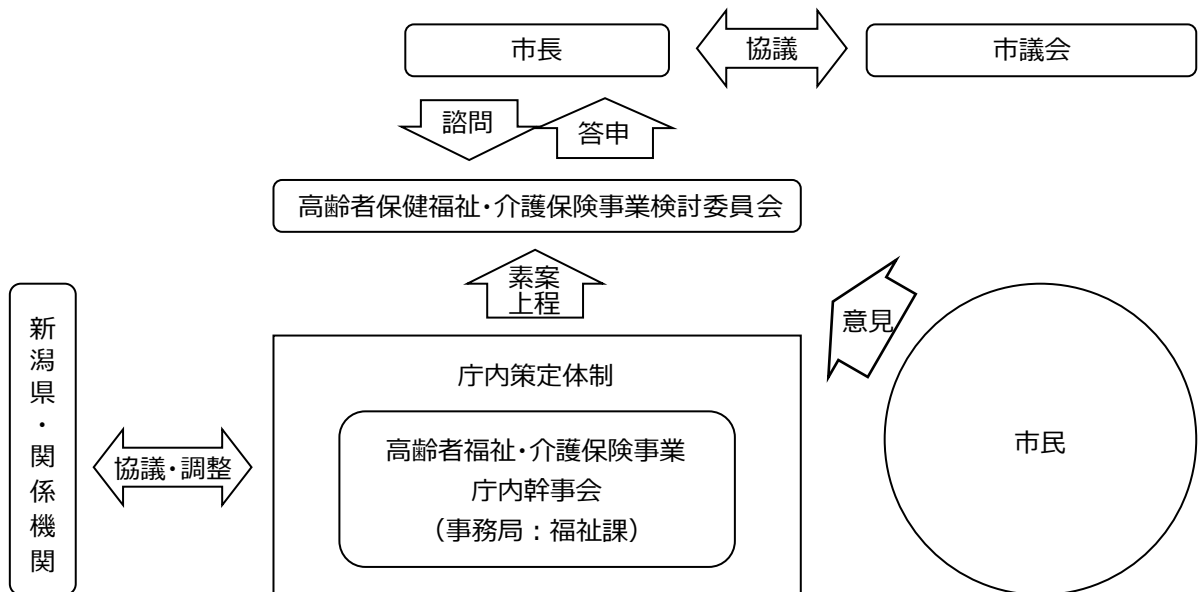 市長
協議
市議会
諮問
答申
高齢者保健福祉・介護保険事業検討委員会
素案
上程
意見
新潟県・関係機関
協議・調整
庁内策定体制
高齢者福祉・介護保険事業
庁内幹事会
（事務局：福祉課）
市民